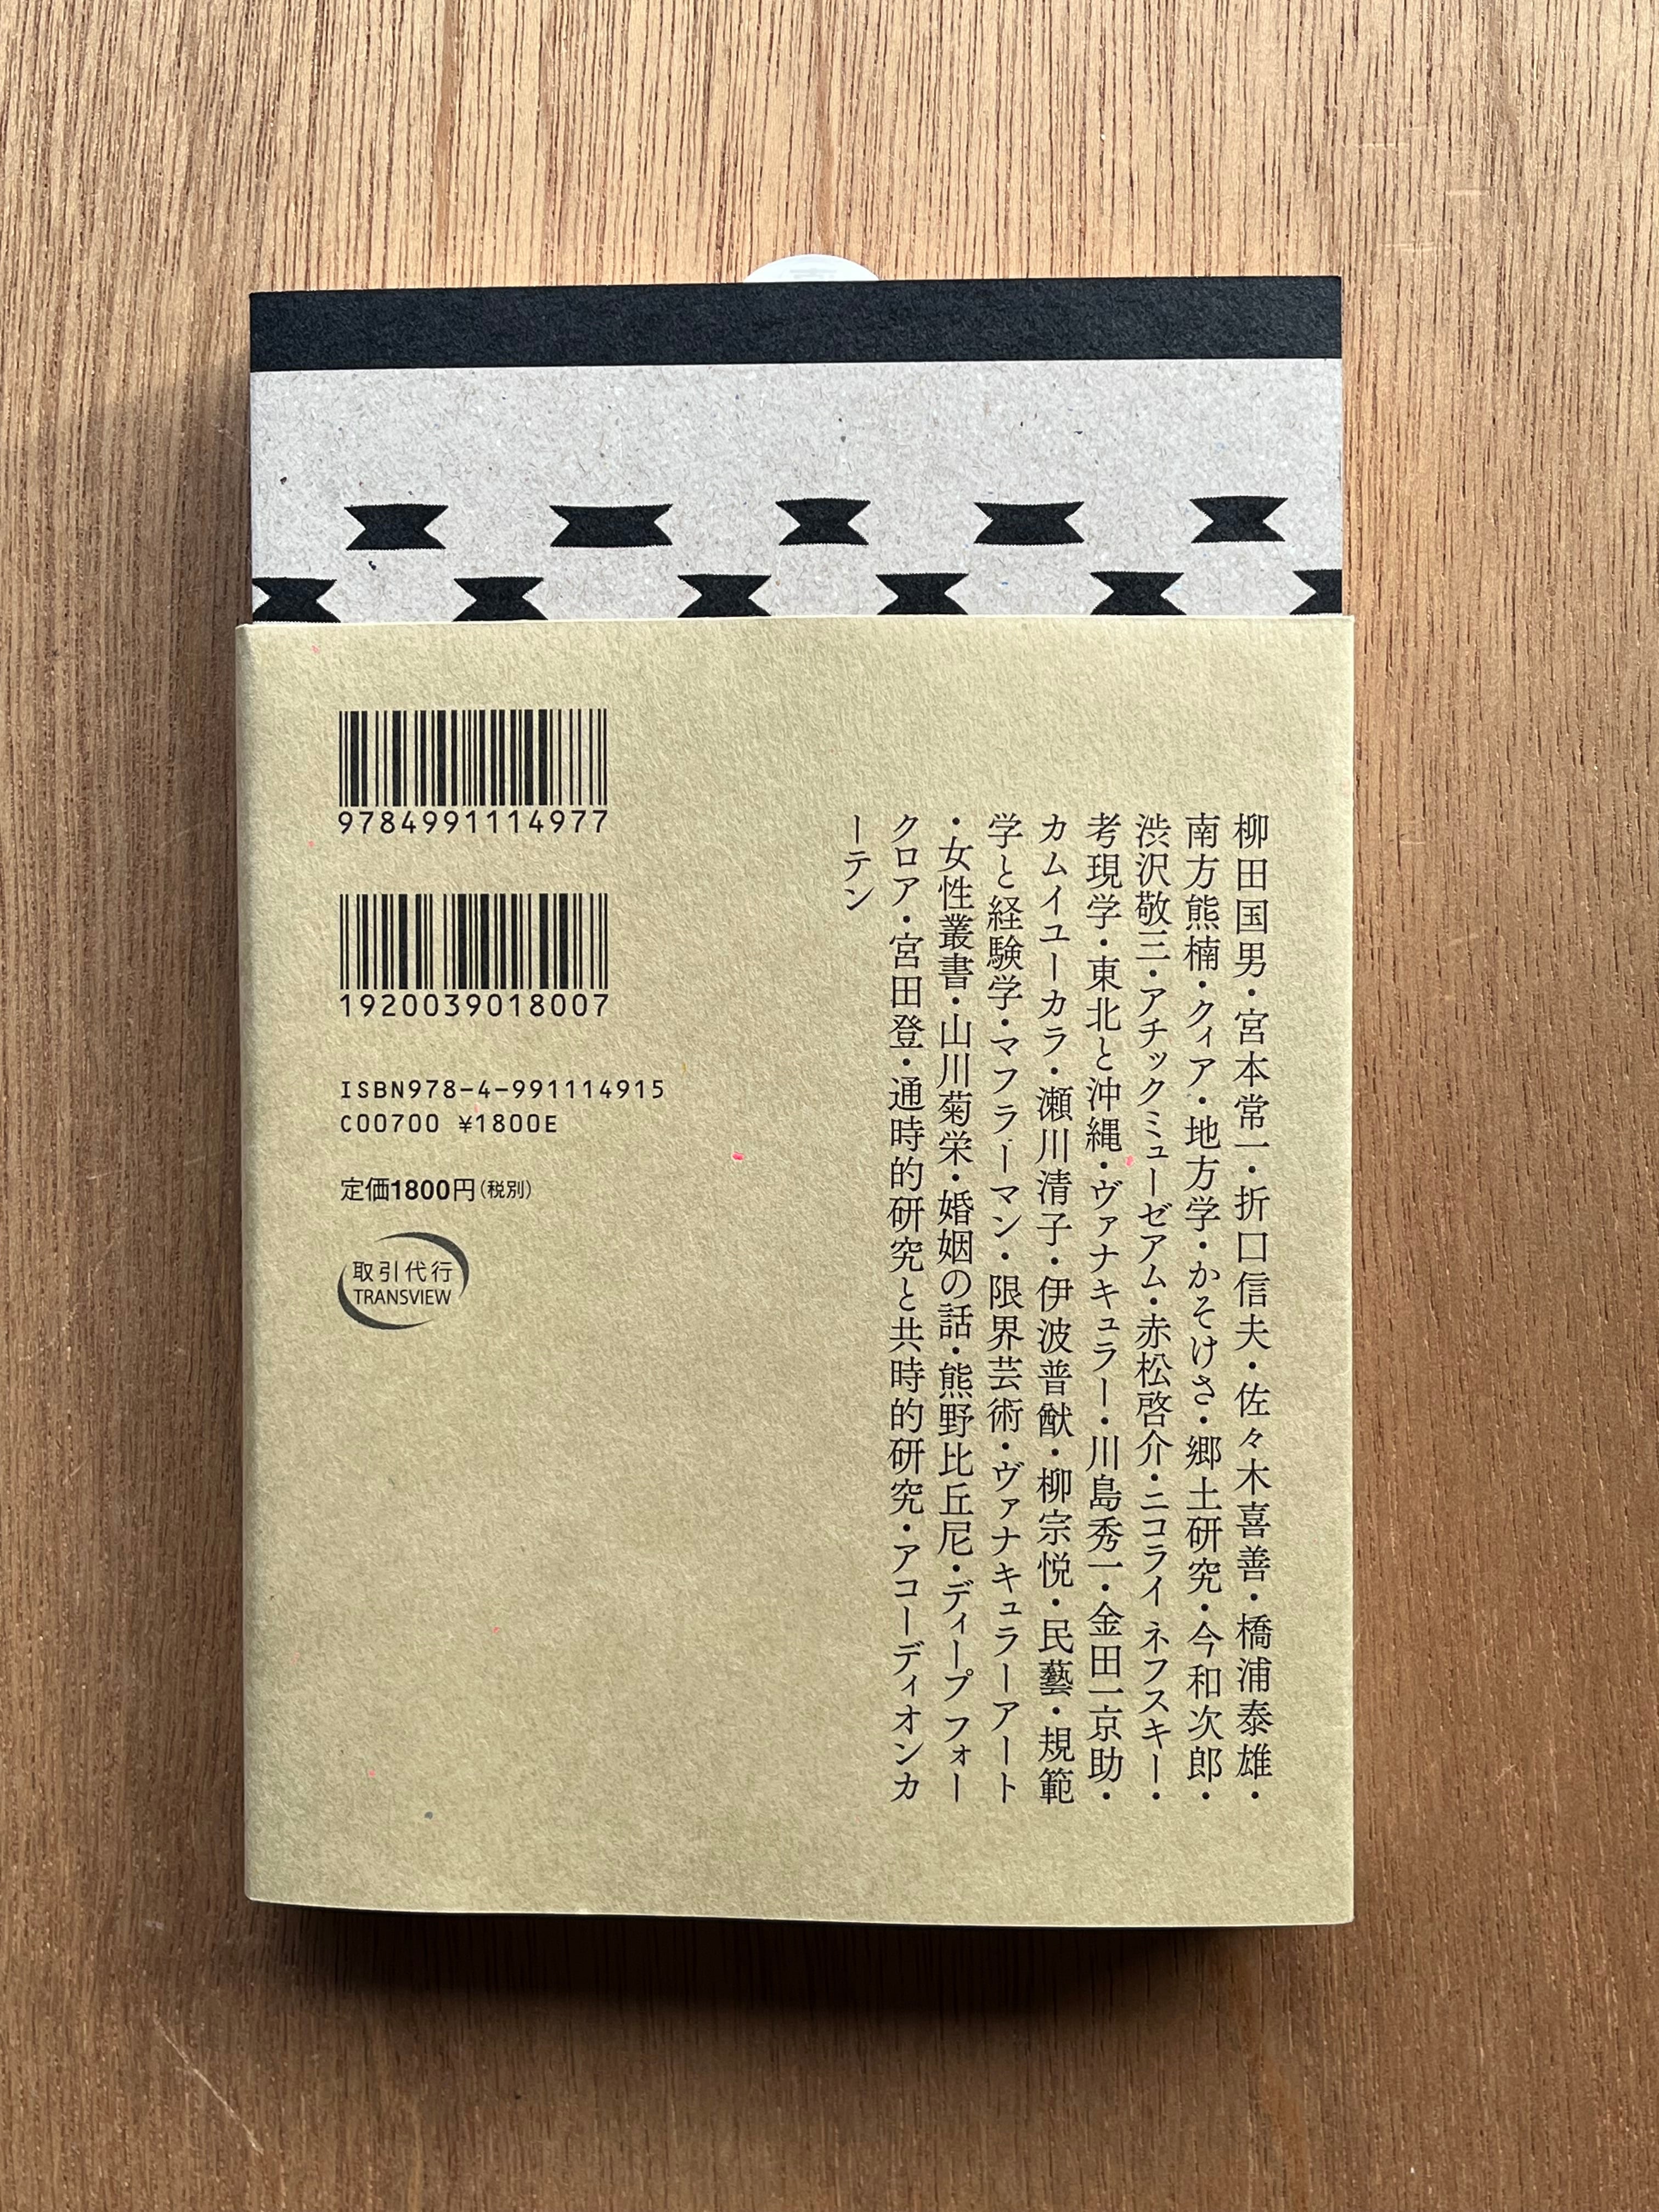 柳田国男・宮本常一・折口信夫・佐々木喜善・橋浦泰雄・
南方熊楠・クィア・地方学・かそけさ・郷土研究・今和次郎・
渋沢敬三・アチックミューゼアム・赤松啓介・ニコライ ネフスキー・
考現学・東北と沖縄・ヴァナキュラー・川島秀一・金田一京助・
カムイユーカラ・瀬川清子・伊波普猷・柳宗悦・民藝・規範
学と経験学・マフラーマン・限界芸術・ヴァナキュラーアート
・女性叢書・山川菊栄・婚姻の話・熊野比丘尼・ディープ フォー
クロア・宮田登・通時的研究と共時的研究・アコーディオンカ
ーテン
9784991114977
1920039018007
ISBN978-4-991114915
C00700 ¥1800E
定価1800円(税別)
取引代行
TRANSVIEW